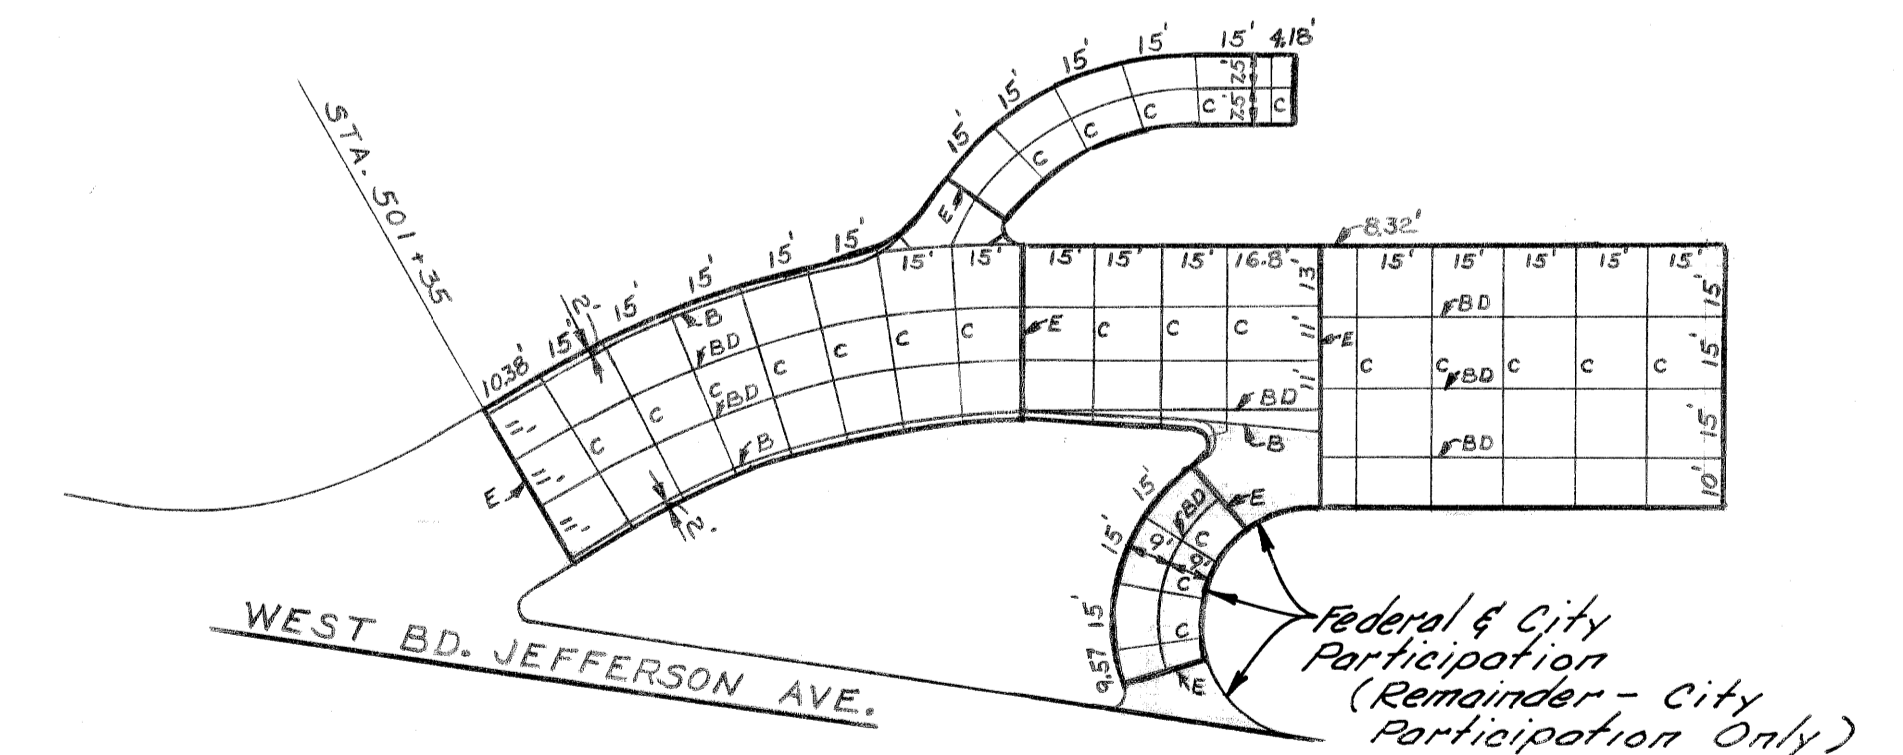 15' 4.18'
15'
15'
15'
15'
7.5'
7.5'
C
C
C
C
C
E
STA. 501+35
8.32'
15'
15'
15'
15'
15'
15'
10.38'
2'
15' 15'
15' 15' 15' 16.8'
15' 15' 15' 15' 15'
13'
11'
11'
15'
15'
15'
10'
B
BD
BD
B
C
C
C
C
C
C
C
E
C
C
C
E
BD
B
BD
BD
BD
C
C
C
C
C
11'
11'
11'
E
2'
15'
15'
15'
9.57
BD
9'
9'
C
C
C
E
E
WEST BD. JEFFERSON AVE.
Federal & City
Participation
(Remainder - City
Participation Only)